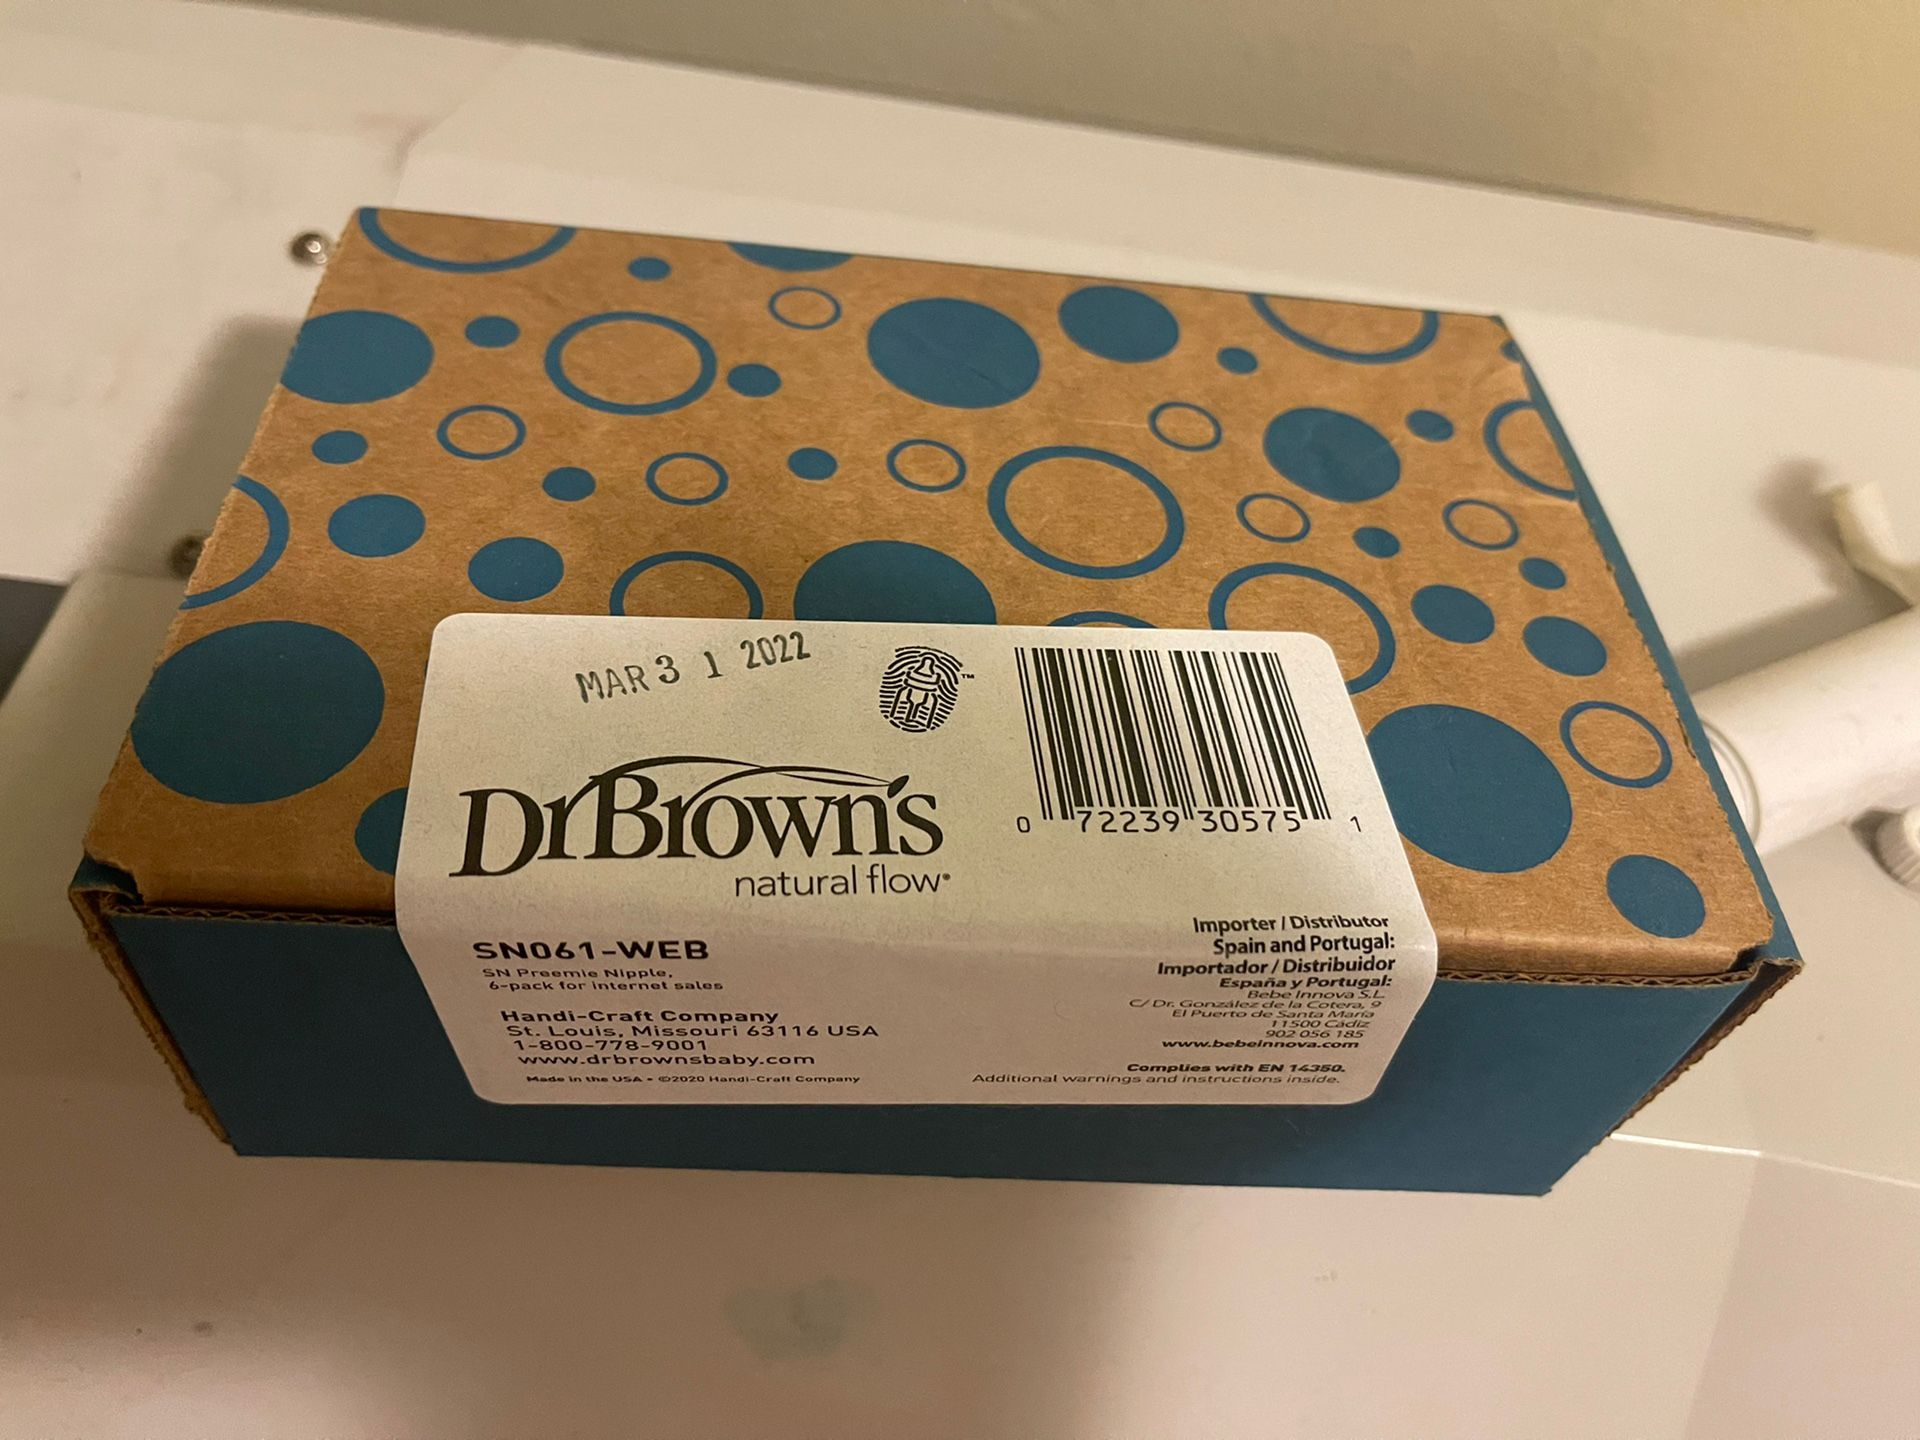 MAR 3 1 2022
™
DrBrown's
natural flow®
0 72239 30575 1
SN061-WEB
SN Preemie Nipple,
6-pack for internet sales
Handi-Craft Company
St. Louis, Missouri 63116 USA
1-800-778-9001
www.drbrownsbaby.com
Made in the USA • ©2020 Handi-Craft Company
Importer / Distributor
Spain and Portugal:
Importador / Distribuidor
España y Portugal:
Bebe Innova S.L.
C/ Dr. González de la Cotera, 9
El Puerto de Santa María
11500 Cádiz
902 056 185
www.bebeinnova.com
Complies with EN 14350.
Additional warnings and instructions inside.